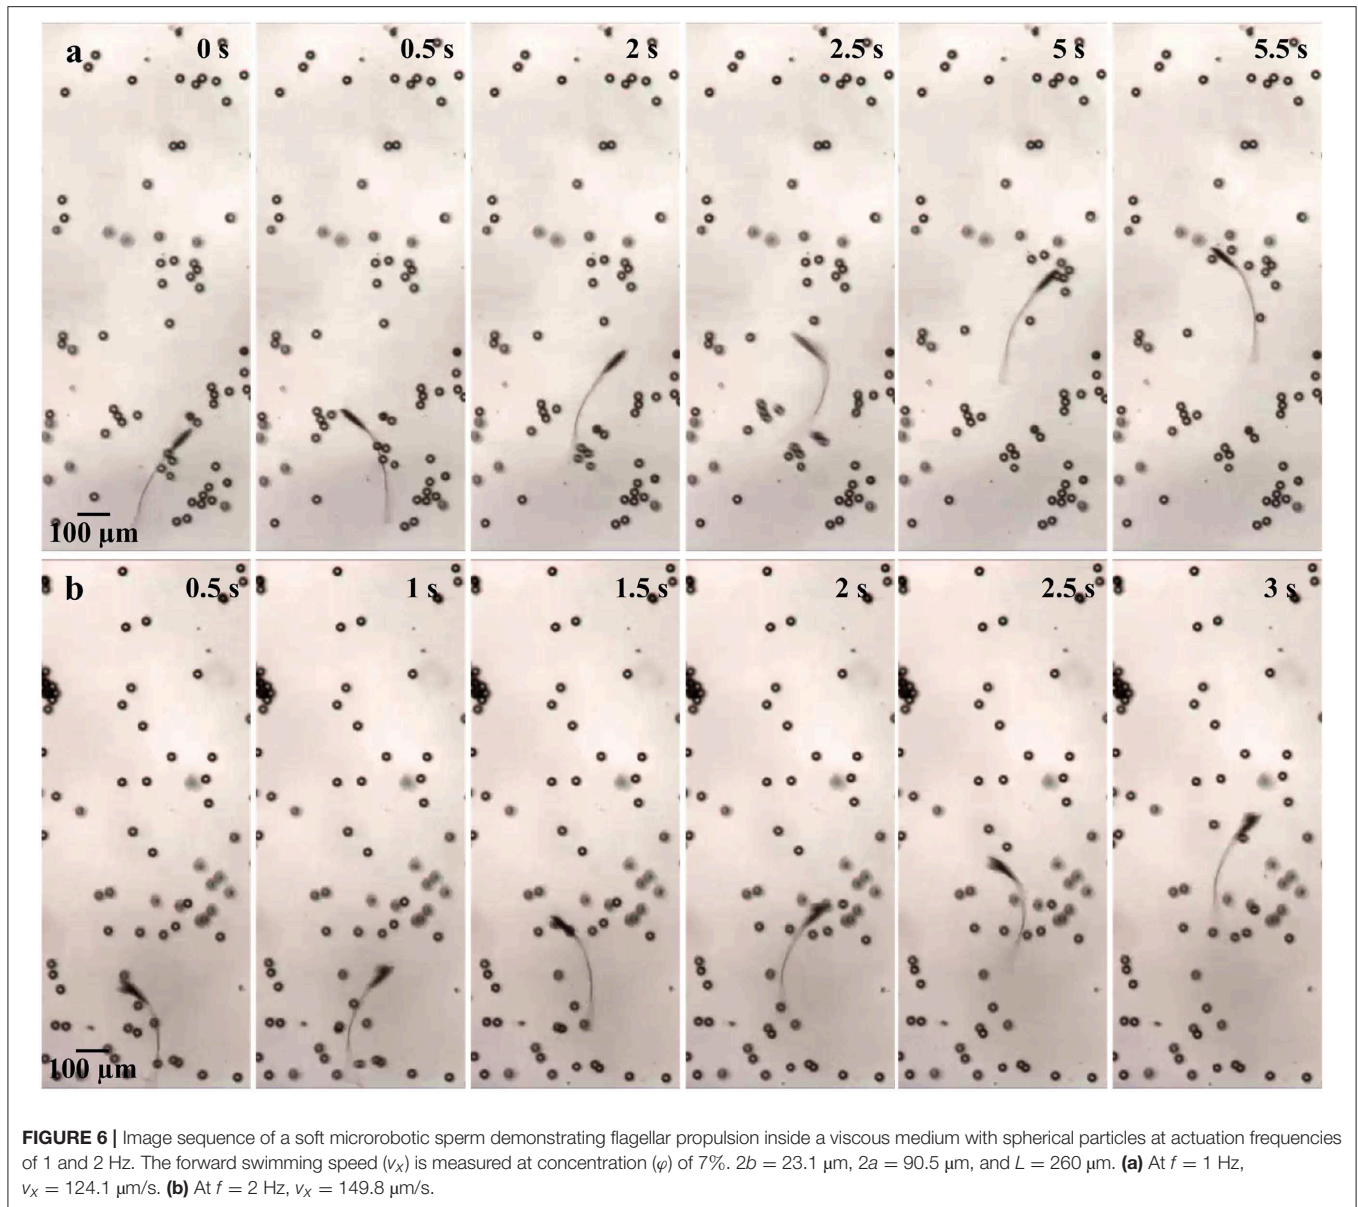 a 0 s 0.5 s 2 s 2.5 s 5 s 5.5 s
100 µm
b 0.5 s 1 s 1.5 s 2 s 2.5 s 3 s
100 µm
FIGURE 6 | Image sequence of a soft microrobotic sperm demonstrating flagellar propulsion inside a viscous medium with spherical particles at actuation frequencies
of 1 and 2 Hz. The forward swimming speed (vx) is measured at concentration (φ) of 7%. 2b = 23.1 µm, 2a = 90.5 µm, and L = 260 µm. (a) At f = 1 Hz,
vx = 124.1 µm/s. (b) At f = 2 Hz, vx = 149.8 µm/s.